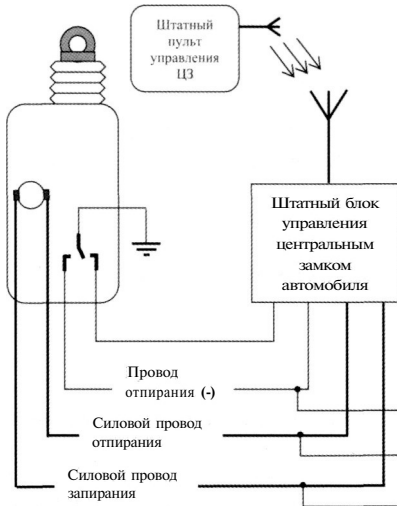 Штатный
пульт
управления
ЦЗ
Штатный блок
управления
центральным
замком
автомобиля
Провод
отпирания (-)
Силовой провод
отпирания
Силовой провод
запирания